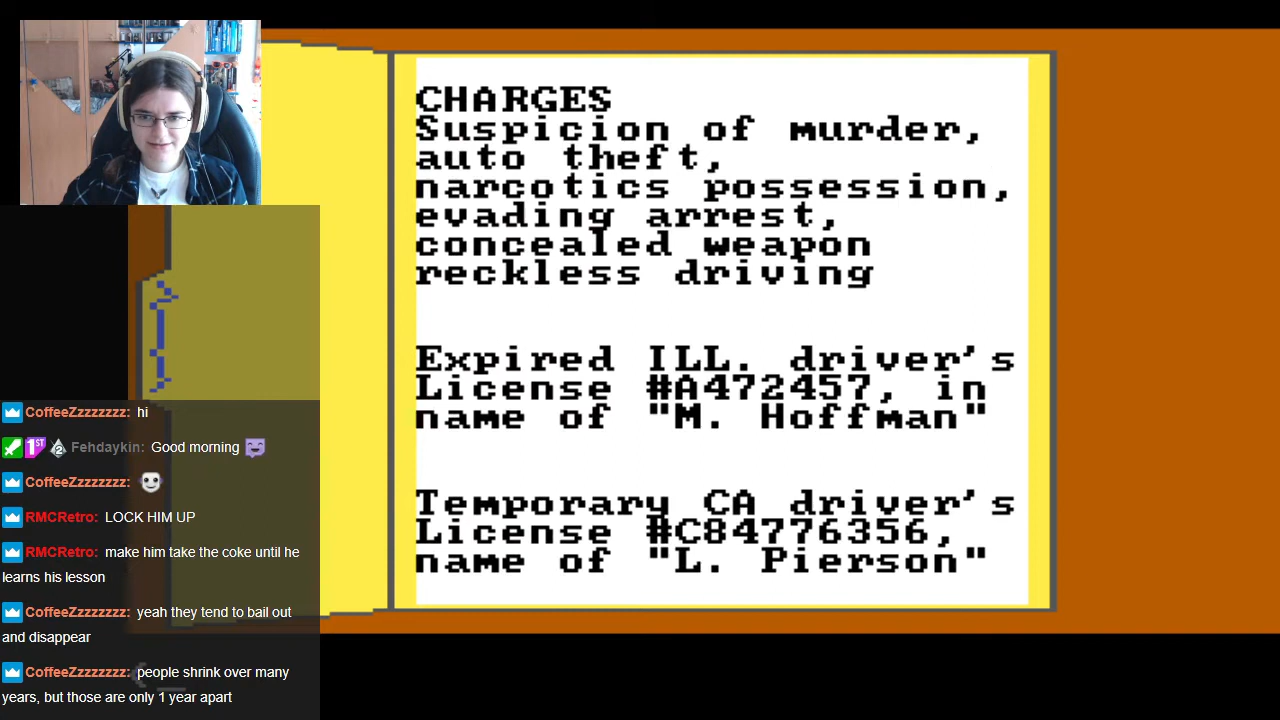 CHARGES
Suspicion of murder,
auto theft,
narcotics possession,
evading arrest,
concealed weapon
reckless driving
Expired ILL. driver's
License #A472457, in
name of "M. Hoffman"
Temporary CA driver's
License #C84776356,
name of "L. Pierson"
CoffeeZzzzzzzz: hi
1ST 2 Fehdaykin: Good morning
CoffeeZzzzzzzz:
RMCRetro: LOCK HIM UP
RMCRetro: make him take the coke until he
learns his lesson
CoffeeZzzzzzzz: yeah they tend to bail out
and disappear
CoffeeZzzzzzzz: people shrink over many
years, but those are only 1 year apart